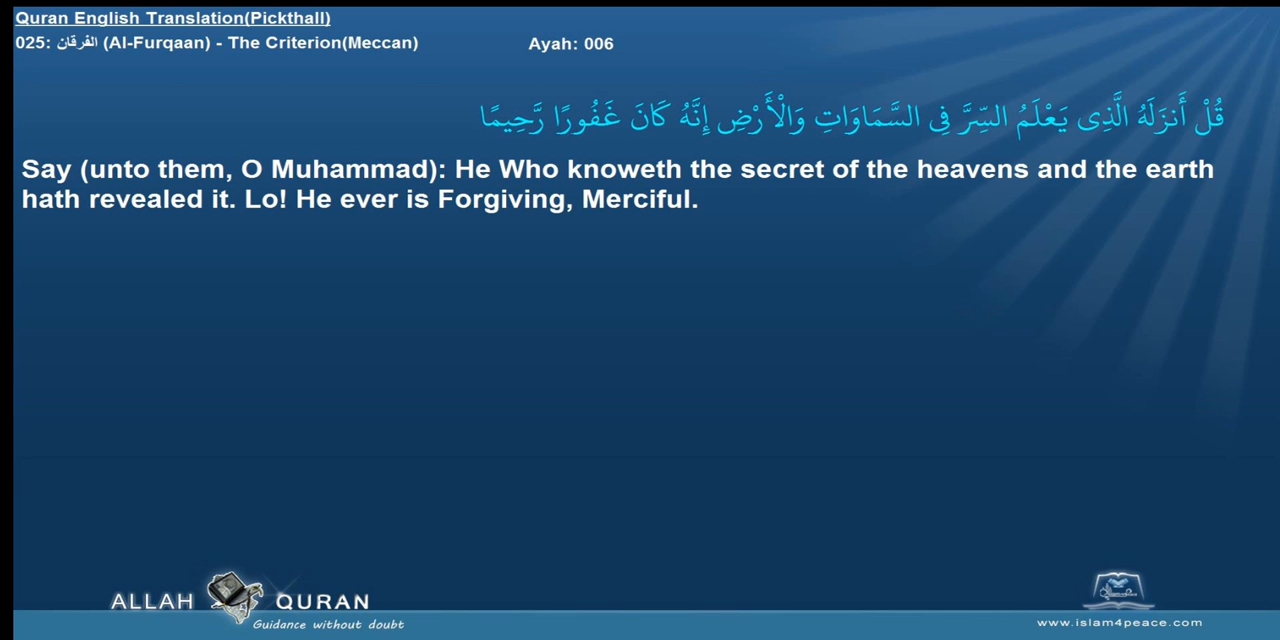 Quran English Translation(Pickthall)
025: الفرقان (Al-Furqaan) - The Criterion(Meccan) Ayah: 006
قُلْ أَنزَلَهُ الَّذِى يَعْلَمُ السِّرَّ فِى السَّمَاوَاتِ وَالْأَرْضِ إِنَّهُ كَانَ غَفُورًا رَّحِيمًا
Say (unto them, O Muhammad): He Who knoweth the secret of the heavens and the earth
hath revealed it. Lo! He ever is Forgiving, Merciful.
ALLAH QURAN
Guidance without doubt
www.islam4peace.com